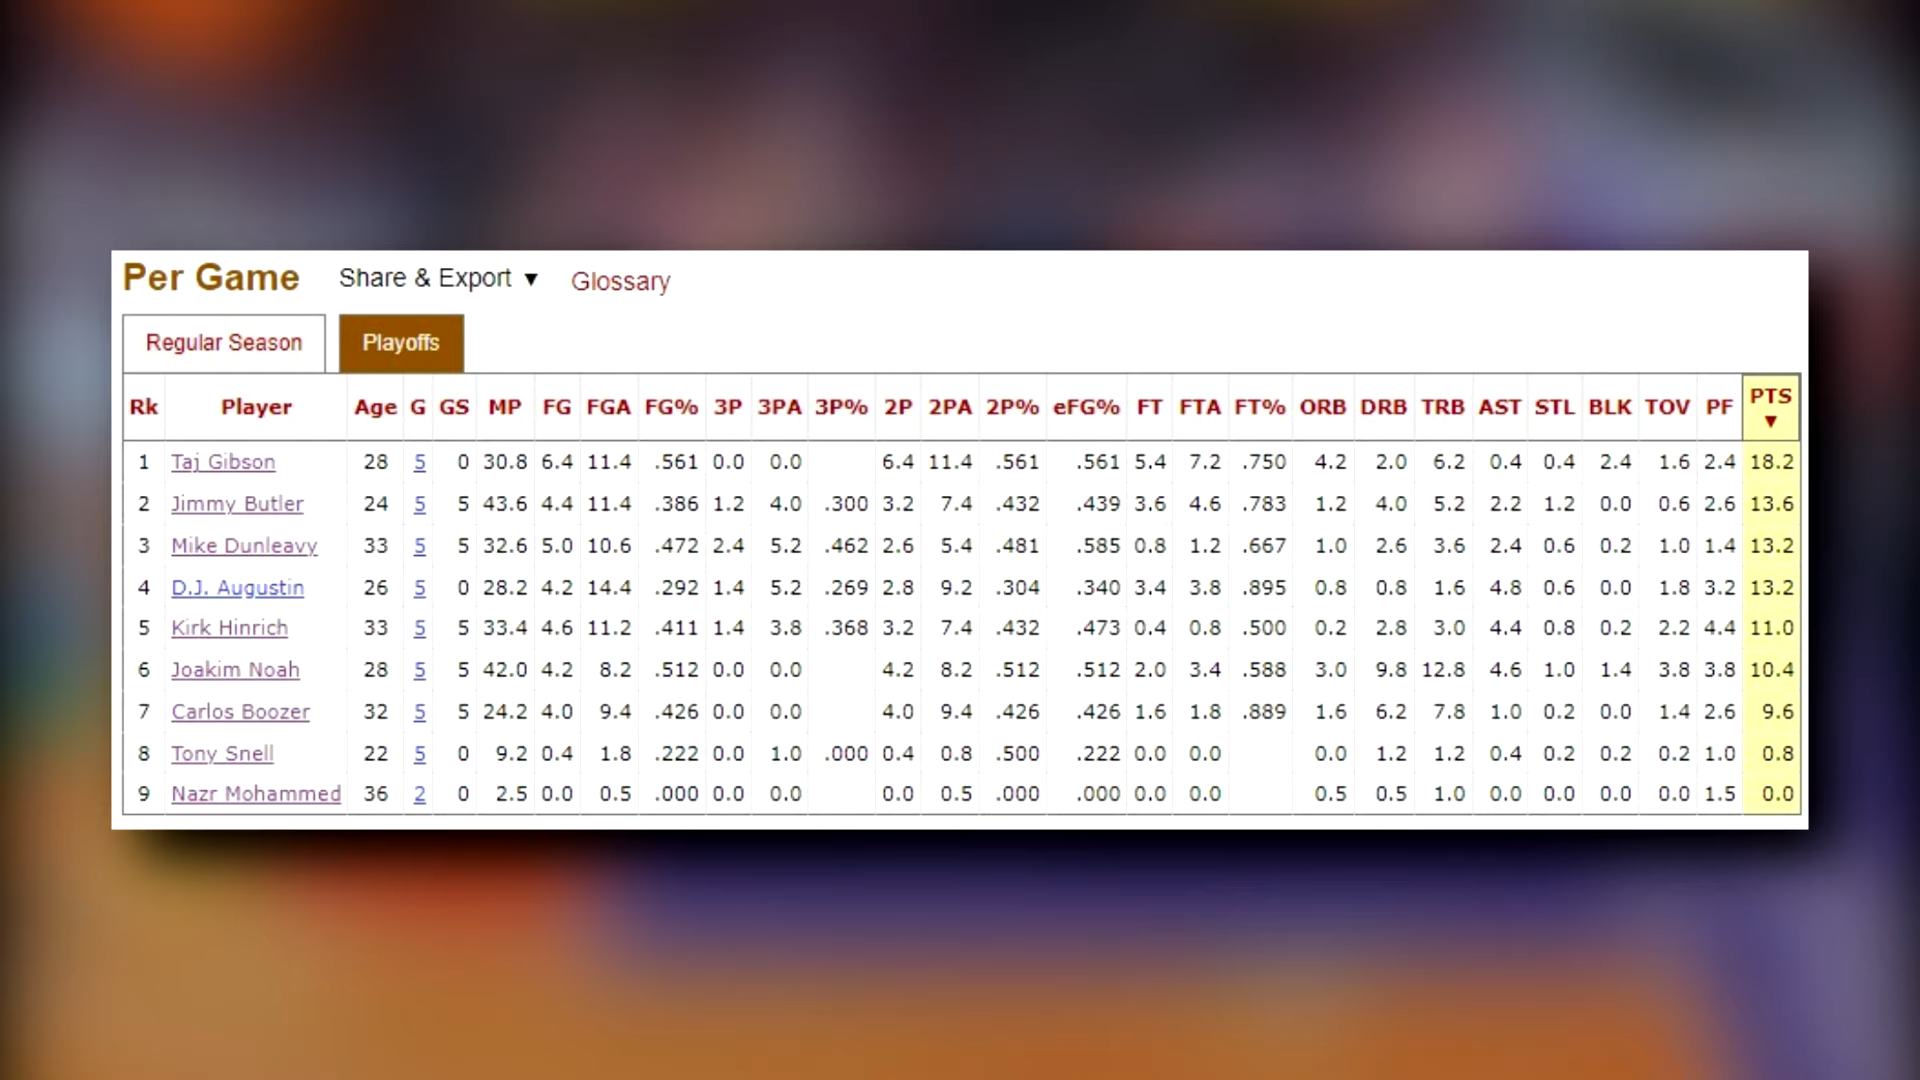 Per Game Share & Export ▼ Glossary
Regular Season Playoffs
Rk Player Age G GS MP FG FGA FG% 3P 3PA 3P% 2P 2PA 2P% eFG% FT FTA FT% ORB DRB TRB AST STL BLK TOV PF PTS ▼
1 Taj Gibson 28 5 0 30.8 6.4 11.4 .561 0.0 0.0 6.4 11.4 .561 .561 5.4 7.2 .750 4.2 2.0 6.2 0.4 0.4 2.4 1.6 2.4 18.2
2 Jimmy Butler 24 5 5 43.6 4.4 11.4 .386 1.2 4.0 .300 3.2 7.4 .432 .439 3.6 4.6 .783 1.2 4.0 5.2 2.2 1.2 0.0 0.6 2.6 13.6
3 Mike Dunleavy 33 5 5 32.6 5.0 10.6 .472 2.4 5.2 .462 2.6 5.4 .481 .585 0.8 1.2 .667 1.0 2.6 3.6 2.4 0.6 0.2 1.0 1.4 13.2
4 D.J. Augustin 26 5 0 28.2 4.2 14.4 .292 1.4 5.2 .269 2.8 9.2 .304 .340 3.4 3.8 .895 0.8 0.8 1.6 4.8 0.6 0.0 1.8 3.2 13.2
5 Kirk Hinrich 33 5 5 33.4 4.6 11.2 .411 1.4 3.8 .368 3.2 7.4 .432 .473 0.4 0.8 .500 0.2 2.8 3.0 4.4 0.8 0.2 2.2 4.4 11.0
6 Joakim Noah 28 5 5 42.0 4.2 8.2 .512 0.0 0.0 4.2 8.2 .512 .512 2.0 3.4 .588 3.0 9.8 12.8 4.6 1.0 1.4 3.8 3.8 10.4
7 Carlos Boozer 32 5 5 24.2 4.0 9.4 .426 0.0 0.0 4.0 9.4 .426 .426 1.6 1.8 .889 1.6 6.2 7.8 1.0 0.2 0.0 1.4 2.6 9.6
8 Tony Snell 22 5 0 9.2 0.4 1.8 .222 0.0 1.0 .000 0.4 0.8 .500 .222 0.0 0.0 0.0 1.2 1.2 0.4 0.2 0.2 0.2 1.0 0.8
9 Nazr Mohammed 36 2 0 2.5 0.0 0.5 .000 0.0 0.0 0.0 0.5 .000 .000 0.0 0.0 0.5 0.5 1.0 0.0 0.0 0.0 0.0 1.5 0.0